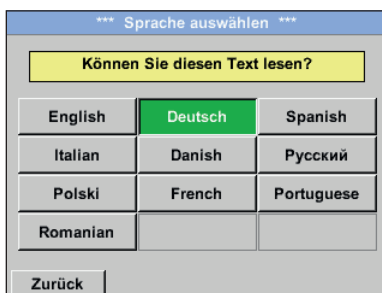 *** Sprache auswählen ***
Können Sie diesen Text lesen?
English Deutsch Spanish
Italian Danish Русский
Polski French Portuguese
Romanian
Zurück